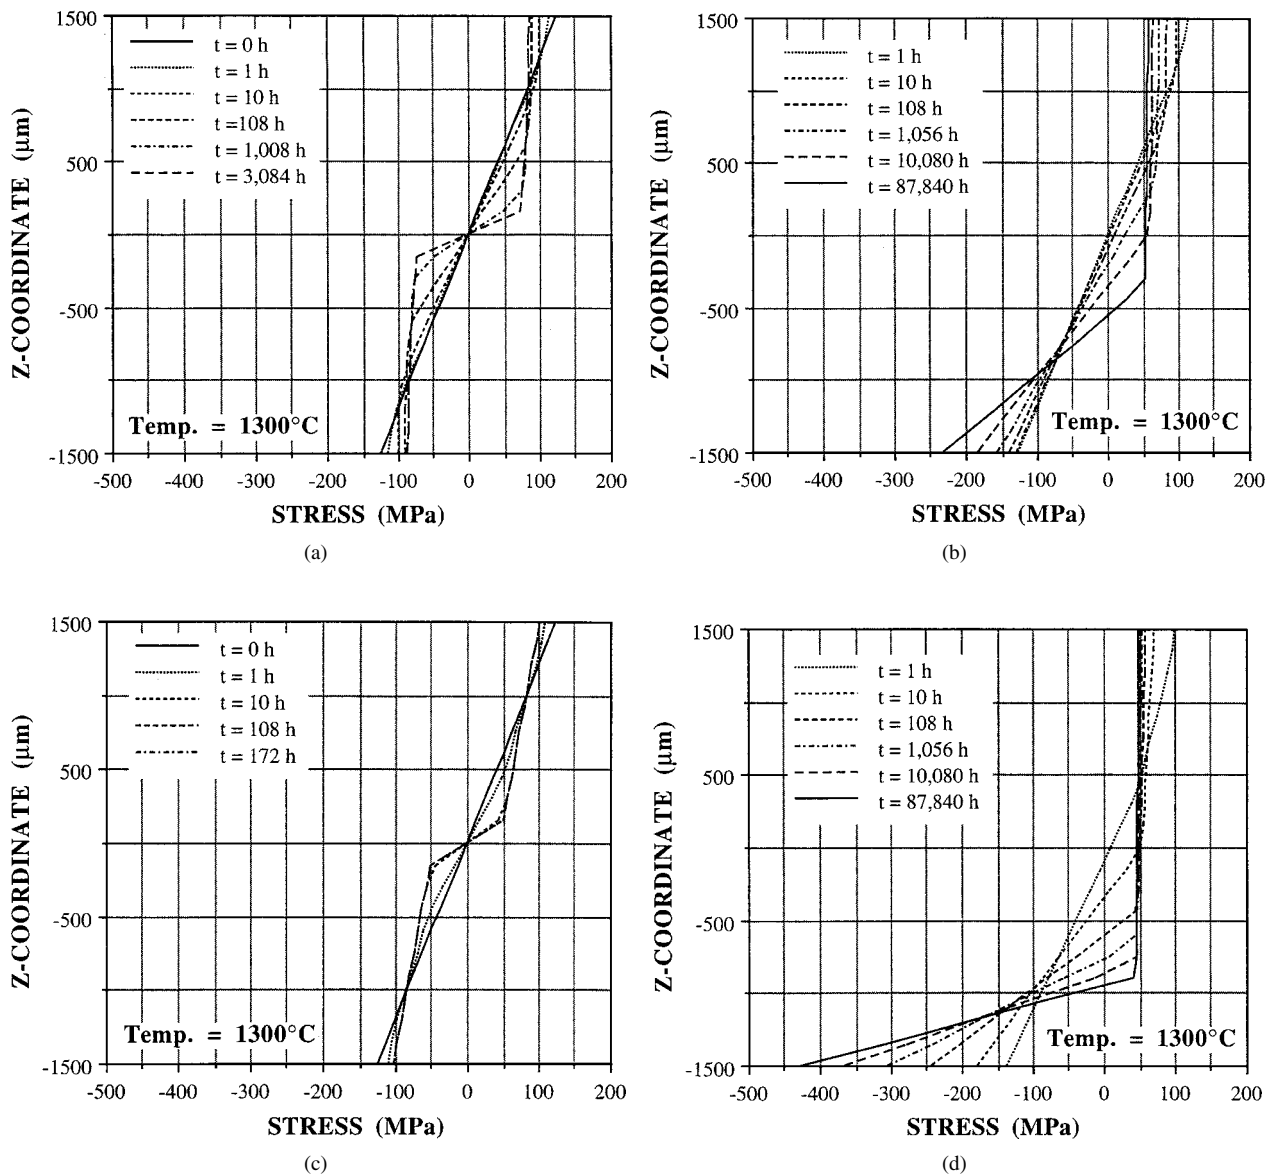 1500
500
-500
-1500
Z-COORDINATE (µm)
t = 0 h
t = 1 h
t = 10 h
t =108 h
t = 1,008 h
t = 3,084 h
Temp. = 1300°C
-500 -400 -300 -200 -100 0 100 200
STRESS (MPa)
(a)
1500
500
-500
-1500
Z-COORDINATE (µm)
t = 1 h
t = 10 h
t = 108 h
t = 1,056 h
t = 10,080 h
t = 87,840 h
Temp. = 1300°C
-500 -400 -300 -200 -100 0 100 200
STRESS (MPa)
(b)
1500
500
-500
-1500
Z-COORDINATE (µm)
t = 0 h
t = 1 h
t = 10 h
t = 108 h
t = 172 h
Temp. = 1300°C
-500 -400 -300 -200 -100 0 100 200
STRESS (MPa)
(c)
1500
500
-500
-1500
Z-COORDINATE (µm)
t = 1 h
t = 10 h
t = 108 h
t = 1,056 h
t = 10,080 h
t = 87,840 h
Temp. = 1300°C
-500 -400 -300 -200 -100 0 100 200
STRESS (MPa)
(d)